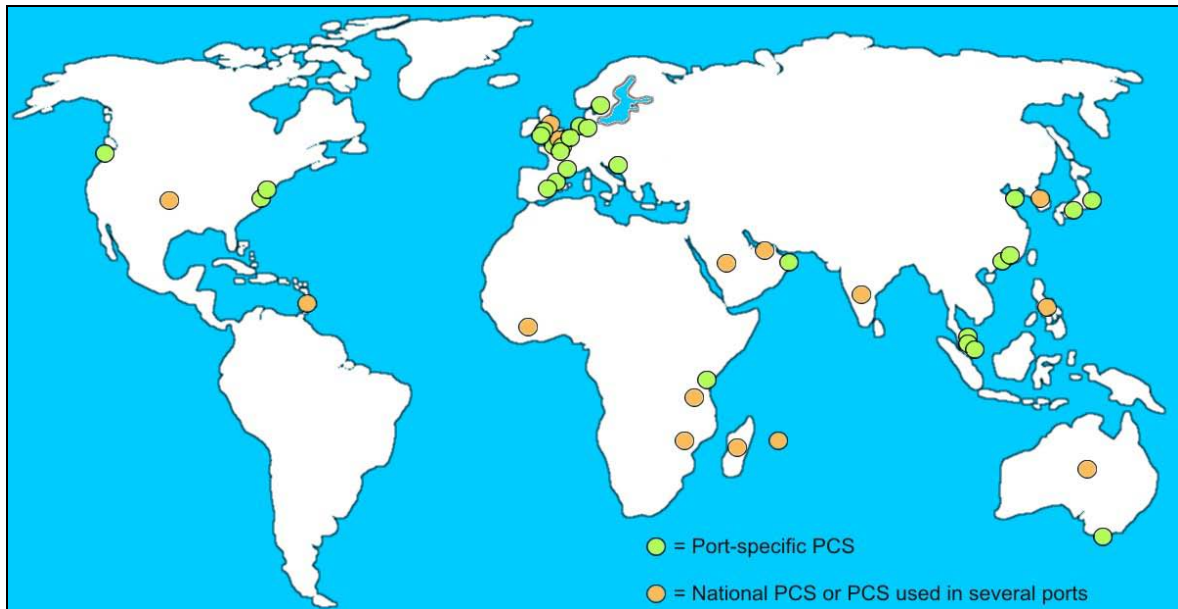 = Port-specific PCS
= National PCS or PCS used in several ports